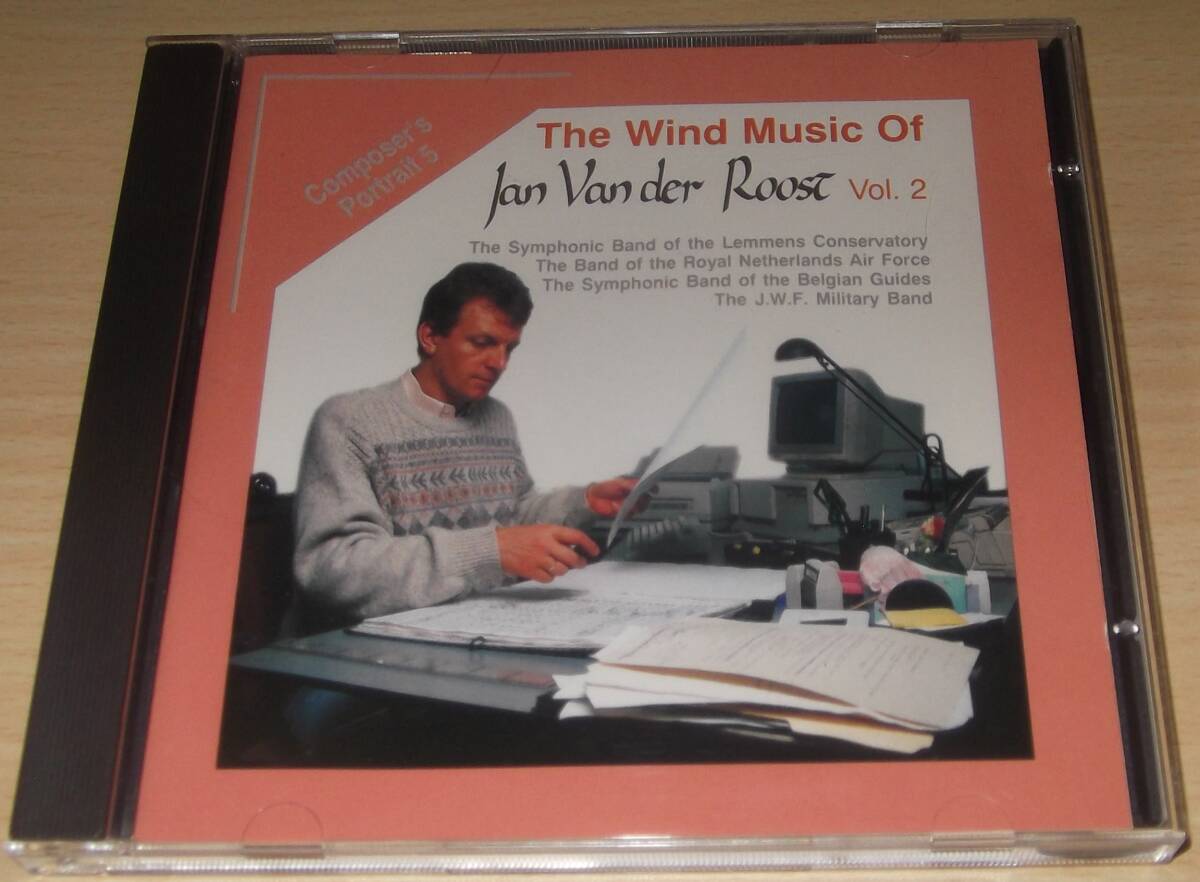 Composer's
Portrait 5
The Wind Music Of
Jan Van der Roost Vol. 2
The Symphonic Band of the Lemmens Conservatory
The Band of the Royal Netherlands Air Force
The Symphonic Band of the Belgian Guides
The J.W.F. Military Band